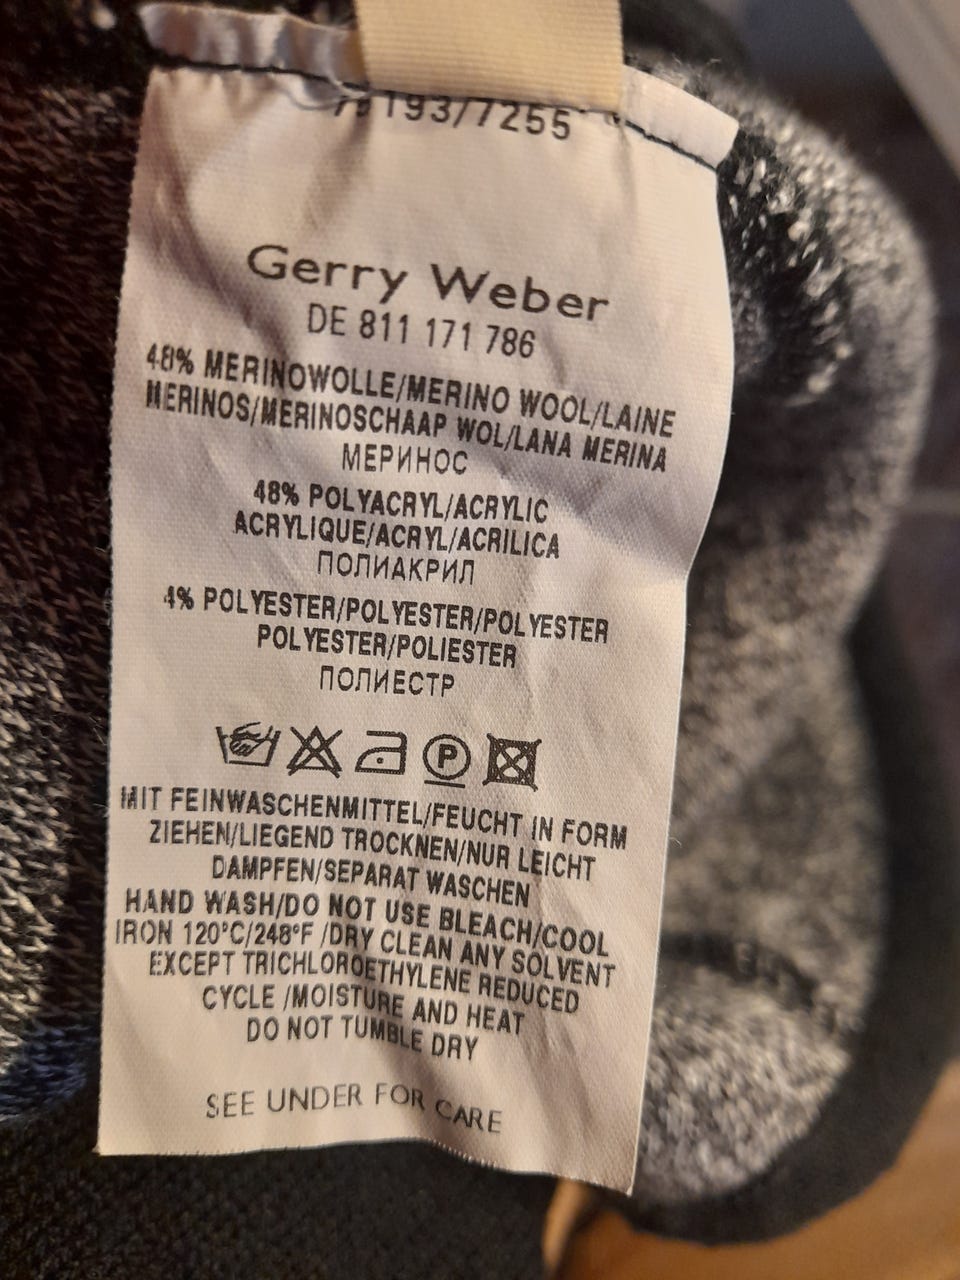 193/7255
Gerry Weber
DE 811 171 786
48% MERINOWOLLE/MERINO WOOL/LAINE
MERINOS/MERINOSCHAAP WOL/LANA MERINA
МЕРИНОС
48% POLYACRYL/ACRYLIC
ACRYLIQUE/ACRYL/ACRILICA
ПОЛИАКРИЛ
4% POLYESTER/POLYESTER/POLYESTER
POLYESTER/POLIESTER
ПОЛИЕСТР
P
MIT FEINWASCHENMITTEL/FEUCHT IN FORM
ZIEHEN/LIEGEND TROCKNEN/NUR LEICHT
DAMPFEN/SEPARAT WASCHEN
HAND WASH/DO NOT USE BLEACH/COOL
IRON 120°C/248°F /DRY CLEAN ANY SOLVENT
EXCEPT TRICHLOROETHYLENE REDUCED
CYCLE /MOISTURE AND HEAT
DO NOT TUMBLE DRY
SEE UNDER FOR CARE